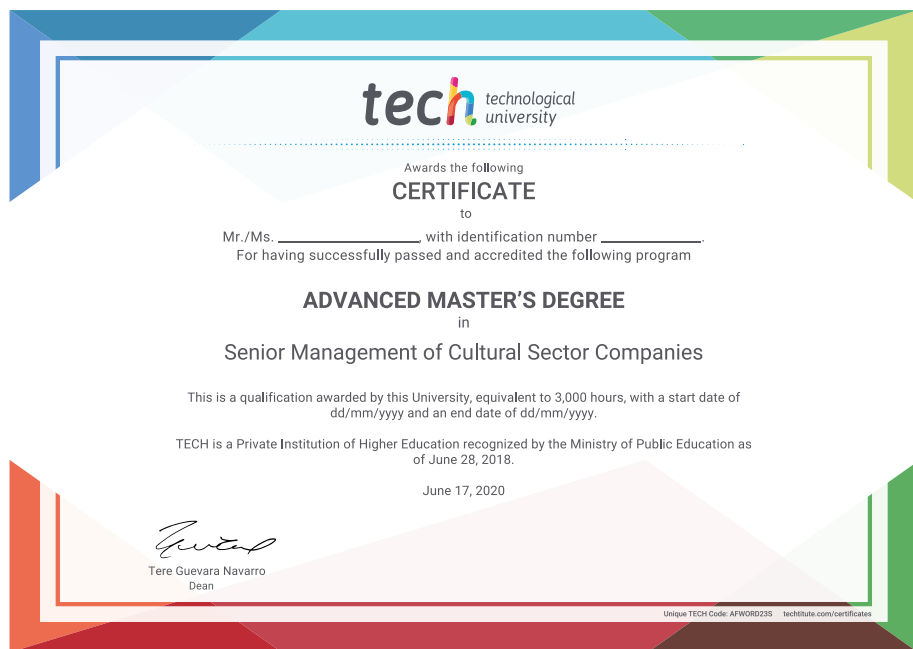 tech technological
university
Awards the following
CERTIFICATE
to
Mr./Ms. ____________________, with identification number ______________.
For having successfully passed and accredited the following program
ADVANCED MASTER'S DEGREE
in
Senior Management of Cultural Sector Companies
This is a qualification awarded by this University, equivalent to 3,000 hours, with a start date of
dd/mm/yyyy and an end date of dd/mm/yyyy.
TECH is a Private Institution of Higher Education recognized by the Ministry of Public Education as
of June 28, 2018.
June 17, 2020
Tere Guevara Navarro
Dean
Unique TECH Code: AFWORD23S techtitute.com/certificates